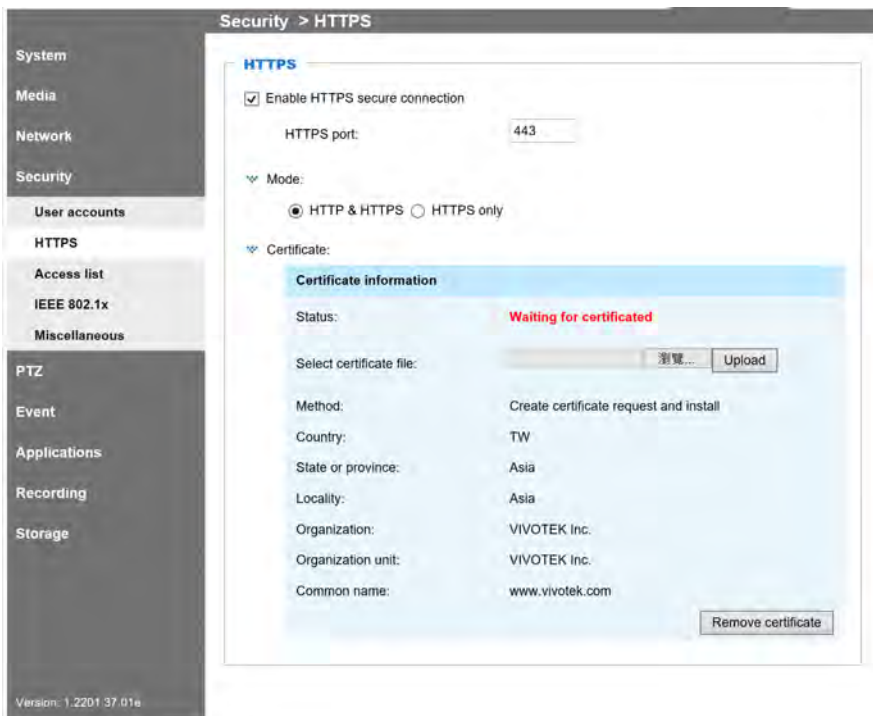 Security > HTTPS
System
Media
Network
Security
User accounts
HTTPS
Access list
IEEE 802.1x
Miscellaneous
PTZ
Event
Applications
Recording
Storage
Version: 1.2201.37.01e
HTTPS
Enable HTTPS secure connection
HTTPS port: 443
Mode:
HTTP & HTTPS HTTPS only
Certificate:
Certificate information
Status: Waiting for certificated
Select certificate file: 瀏覽... Upload
Method: Create certificate request and install
Country: TW
State or province: Asia
Locality: Asia
Organization: VIVOTEK Inc.
Organization unit: VIVOTEK Inc.
Common name: www.vivotek.com
Remove certificate